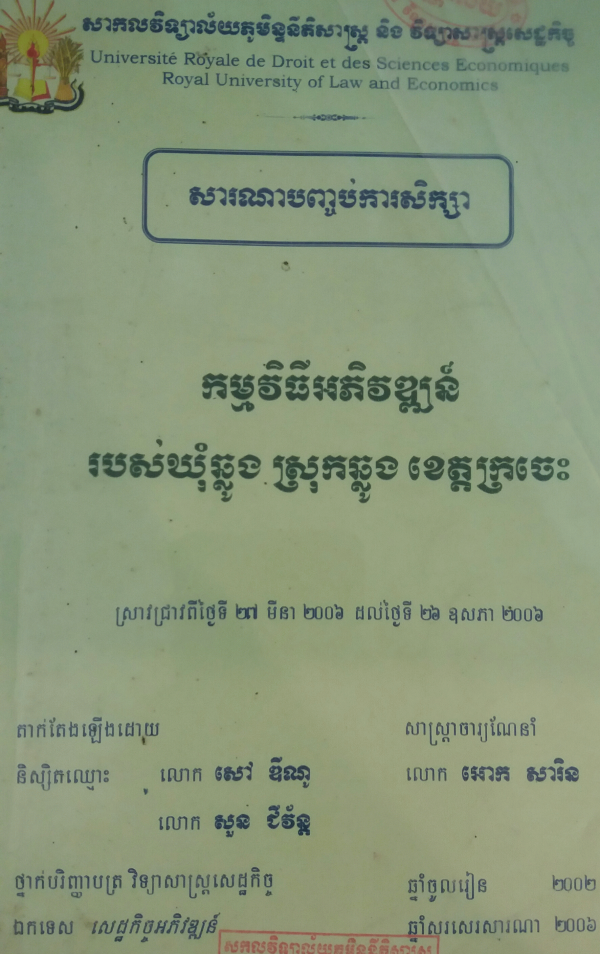 សាកលវិទ្យាល័យភូមិន្ទនីតិសាស្ត្រ និង វិទ្យាសាស្ត្រសេដ្ឋកិច្ច
Université Royale de Droit et des Sciences Economiques
Royal University of Law and Economics
សារណាបញ្ចប់ការសិក្សា
កម្មវិធីអភិវឌ្ឍន៍
របស់ឃុំឆ្លូង ស្រុកឆ្លូង ខេត្តក្រចេះ
ស្រាវជ្រាវពីថ្ងៃទី ២៧ មីនា ២០០៦ ដល់ថ្ងៃទី ២៦ ឧសភា ២០០៦
តាក់តែងឡើងដោយ
សាស្ត្រាចារ្យណែនាំ
និស្សិតឈ្មោះ លោក សៅ ឌីណូ
លោក អោក សារិន
លោក សួន ជីវ័ន្ត
ថ្នាក់បរិញ្ញាបត្រ វិទ្យាសាស្ត្រសេដ្ឋកិច្ច
ឆ្នាំចូលរៀន ២០០២
ឯកទេស សេដ្ឋកិច្ចអភិវឌ្ឍន៍
ឆ្នាំសរសេរសារណា ២០០៦